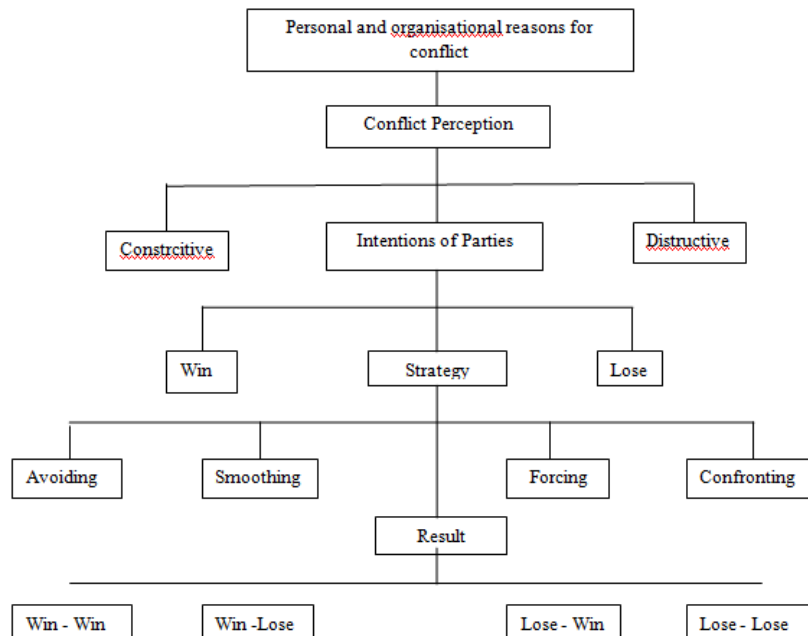 Personal and organisational reasons for
conflict
Conflict Perception
Constrcitive
Intentions of Parties
Distructive
Win
Strategy
Lose
Avoiding
Smoothing
Forcing
Confronting
Result
Win - Win
Win -Lose
Lose - Win
Lose - Lose